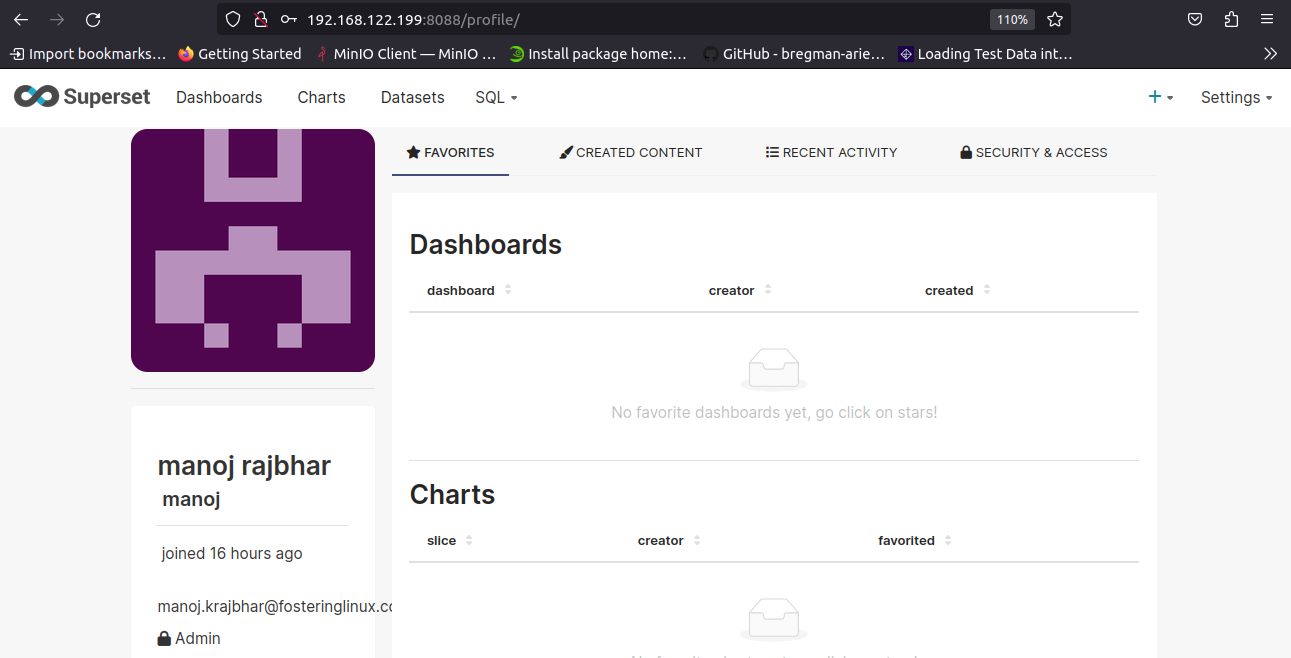 192.168.122.199:8088/profile/
110%
Import bookmarks...
Getting Started
MinIO Client — MinIO ...
Install package home:...
GitHub - bregman-arie...
Loading Test Data int...
Superset
Dashboards
Charts
Datasets
SQL
+
Settings
FAVORITES
CREATED CONTENT
RECENT ACTIVITY
SECURITY & ACCESS
manoj rajbhar
manoj
joined 16 hours ago
manoj.krajbhar@fosteringlinux.co
Admin
Dashboards
dashboard
creator
created
No favorite dashboards yet, go click on stars!
Charts
slice
creator
favorited